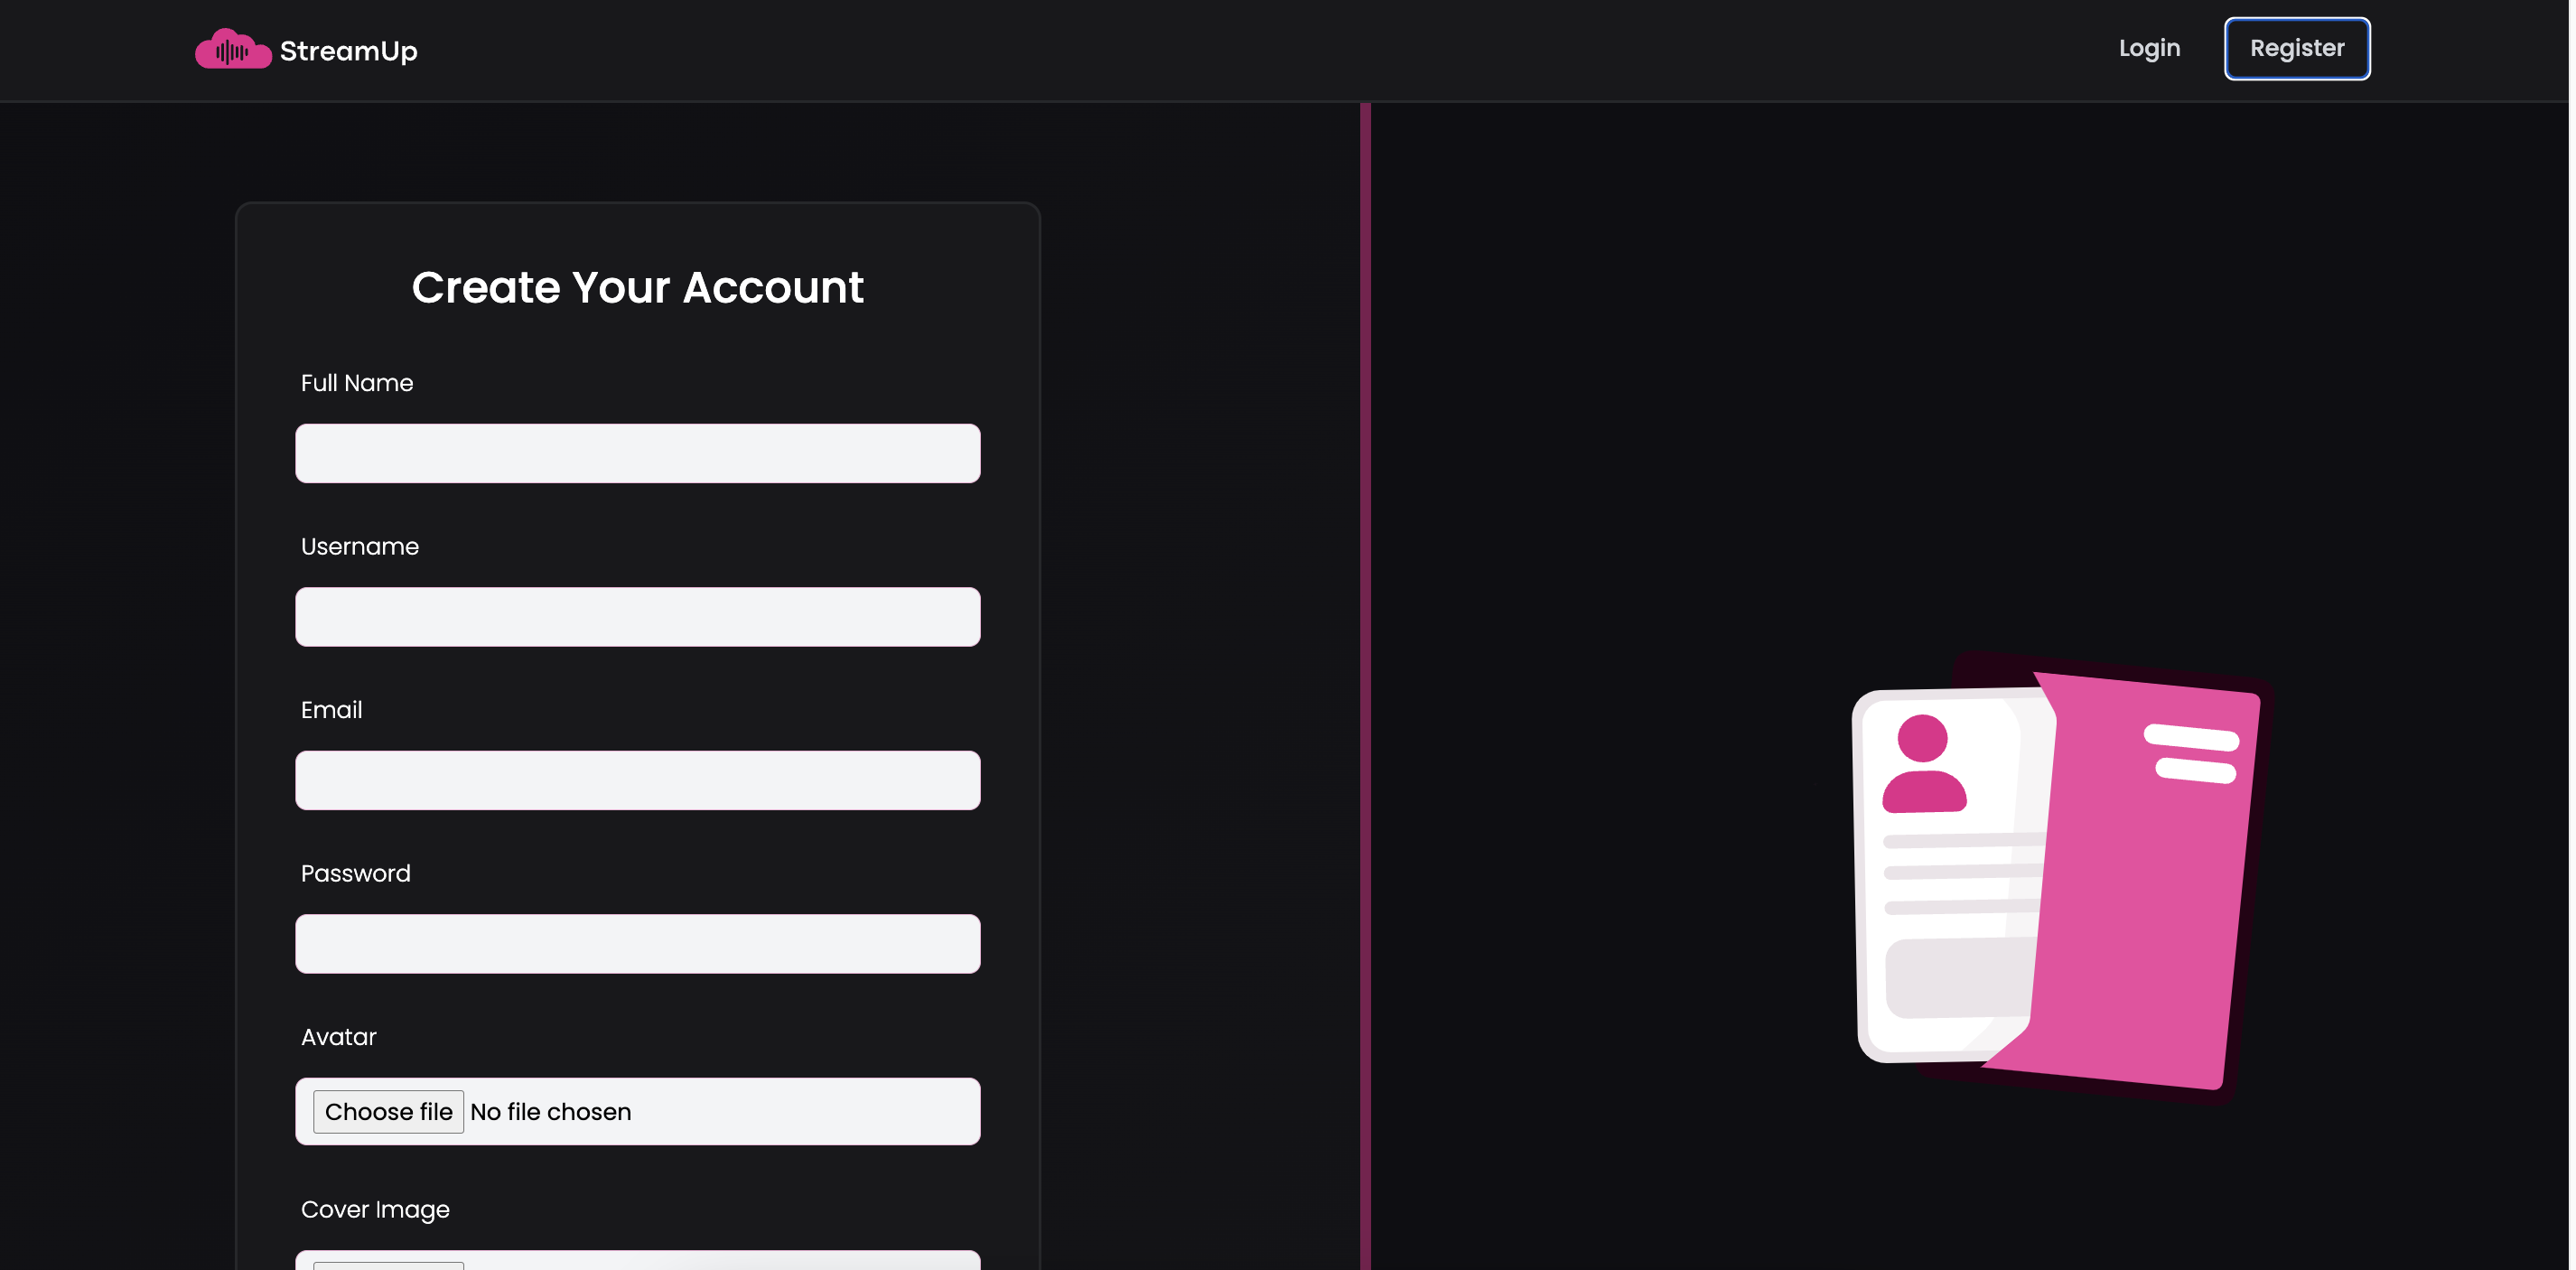 StreamUp
Login
Register
Create Your Account
Full Name
Username
Email
Password
Avatar
Choose file No file chosen
Cover Image